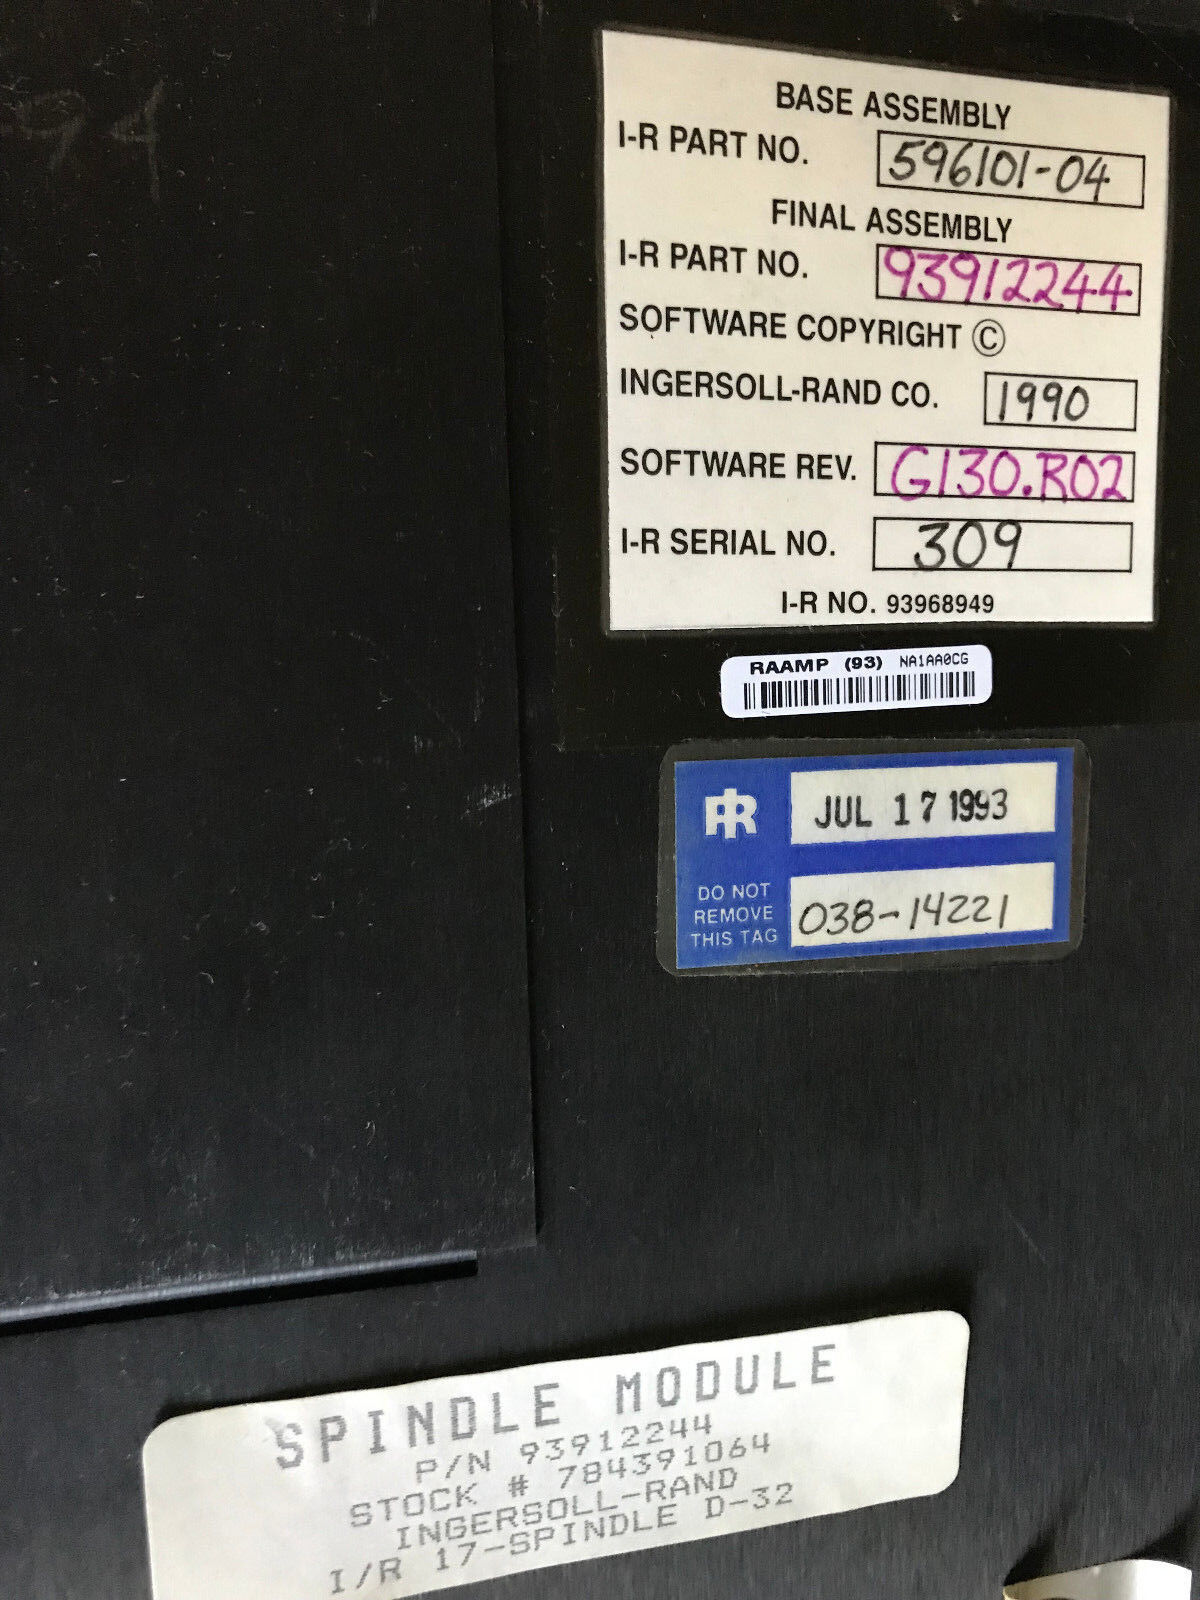 94
BASE ASSEMBLY
I-R PART NO. 596101-04
FINAL ASSEMBLY
I-R PART NO. 93912244
SOFTWARE COPYRIGHT ©
INGERSOLL-RAND CO. 1990
SOFTWARE REV. G130.R02
I-R SERIAL NO. 309
I-R NO. 93968949
RAAMP (93) NA1AA0CG
IR JUL 17 1993
DO NOT
REMOVE
THIS TAG
038-14221
SPINDLE MODULE
P/N 93912244
STOCK # 784391064
INGERSOLL-RAND
I/R 17-SPINDLE D-32